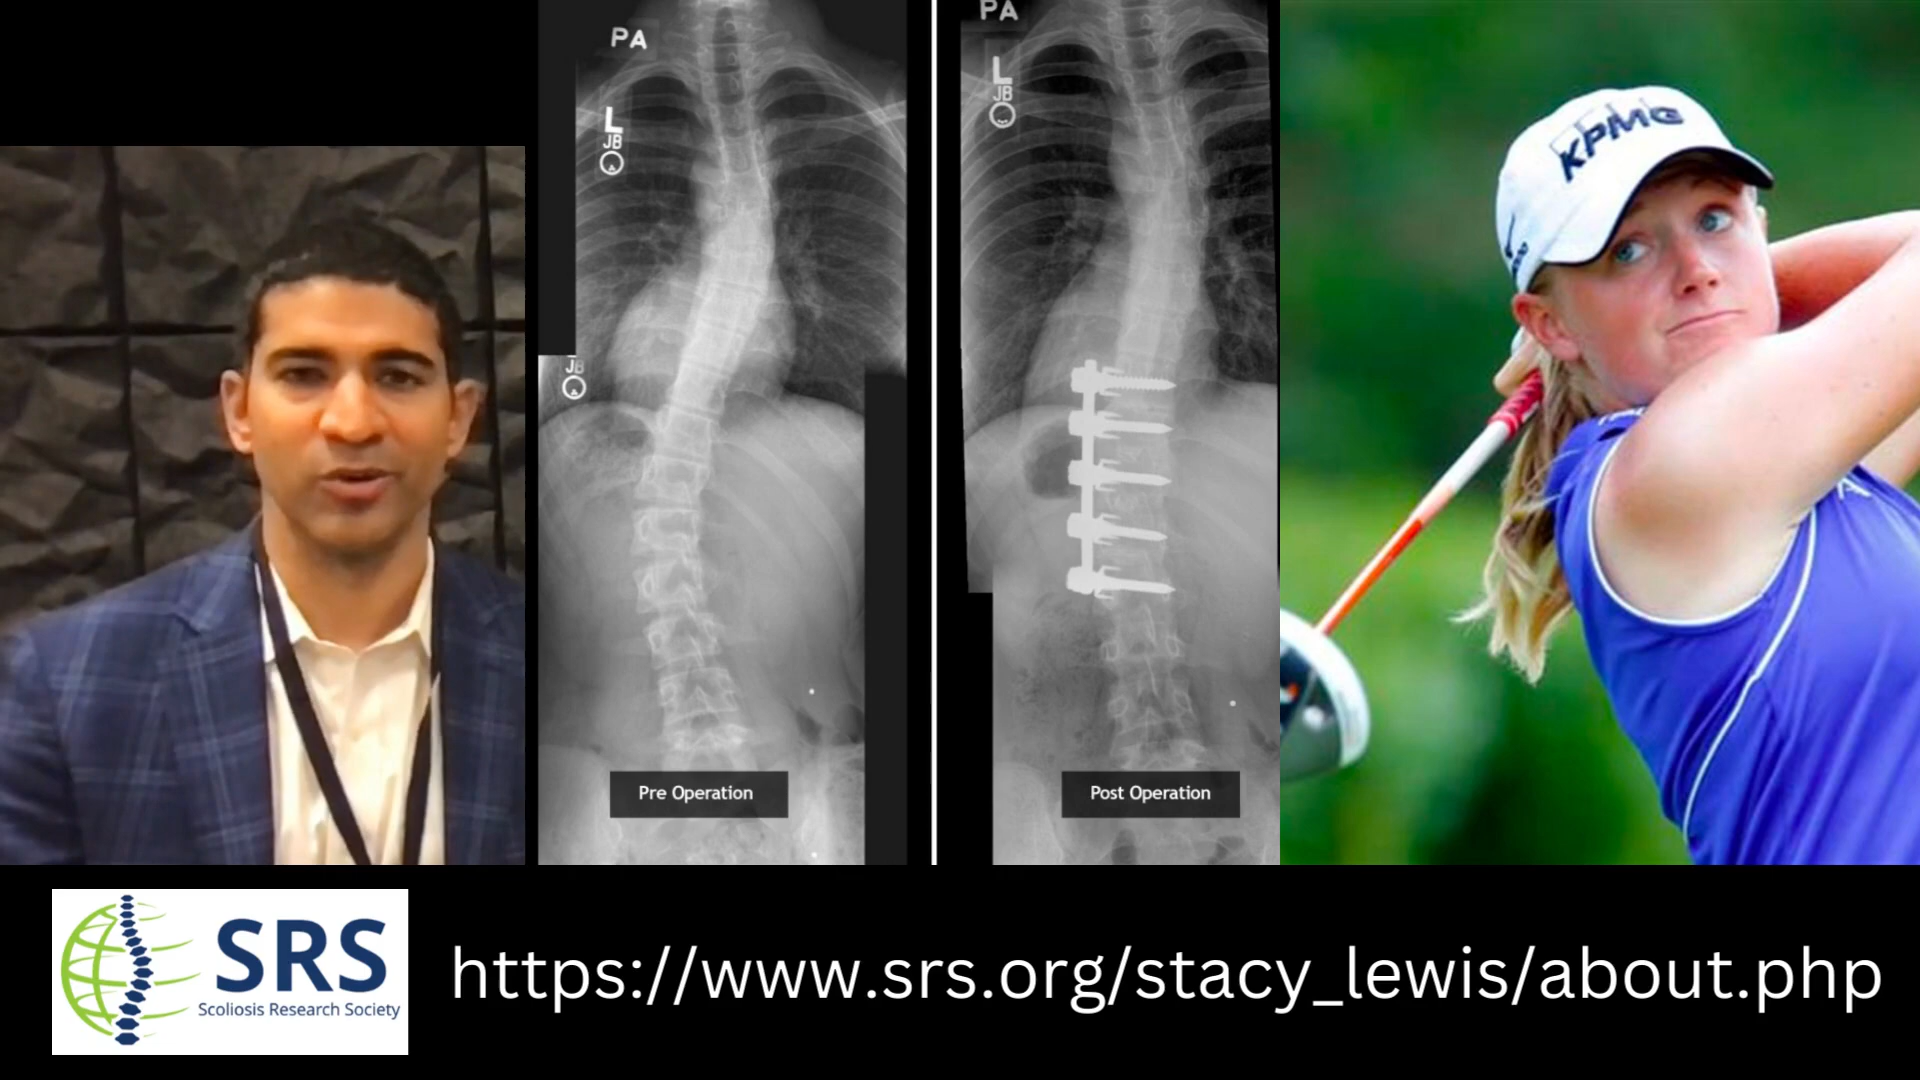 PA
L
JB
JB
Pre Operation
PA
L
JB
Post Operation
KPMG
SRS
Scoliosis Research Society
https://www.srs.org/stacy_lewis/about.php